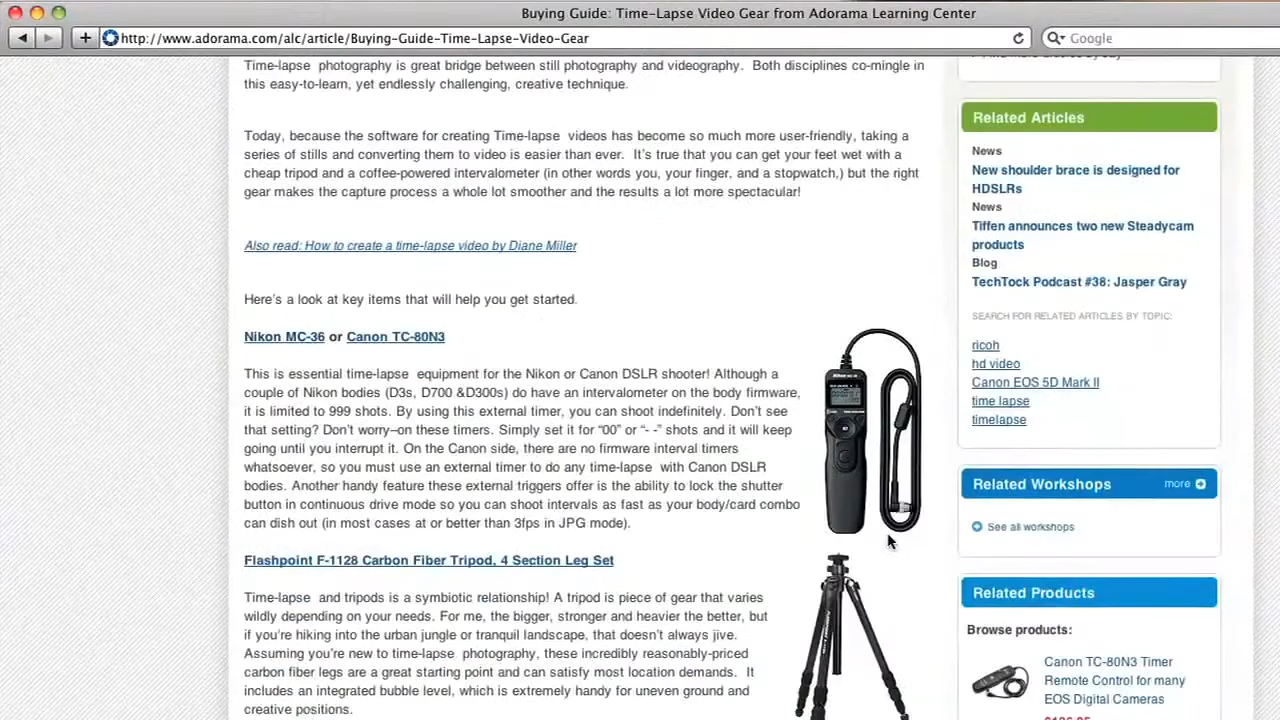 Buying Guide: Time-Lapse Video Gear from Adorama Learning Center
http://www.adorama.com/alc/article/Buying-Guide-Time-Lapse-Video-Gear
Google
Time-lapse photography is great bridge between still photography and videography. Both disciplines co-mingle in
this easy-to-learn, yet endlessly challenging, creative technique.
Today, because the software for creating Time-lapse videos has become so much more user-friendly, taking a
series of stills and converting them to video is easier than ever. It's true that you can get your feet wet with a
cheap tripod and a coffee-powered intervalometer (in other words you, your finger, and a stopwatch,) but the right
gear makes the capture process a whole lot smoother and the results a lot more spectacular!
Also read: How to create a time-lapse video by Diane Miller
Here's a look at key items that will help you get started.
Nikon MC-36 or Canon TC-80N3
This is essential time-lapse equipment for the Nikon or Canon DSLR shooter! Although a
couple of Nikon bodies (D3s, D700 &D300s) do have an intervalometer on the body firmware,
it is limited to 999 shots. By using this external timer, you can shoot indefinitely. Don't see
that setting? Don't worry–on these timers. Simply set it for “00” or “- -” shots and it will keep
going until you interrupt it. On the Canon side, there are no firmware interval timers
whatsoever, so you must use an external timer to do any time-lapse with Canon DSLR
bodies. Another handy feature these external triggers offer is the ability to lock the shutter
button in continuous drive mode so you can shoot intervals as fast as your body/card combo
can dish out (in most cases at or better than 3fps in JPG mode).
Flashpoint F-1128 Carbon Fiber Tripod, 4 Section Leg Set
Time-lapse and tripods is a symbiotic relationship! A tripod is piece of gear that varies
wildly depending on your needs. For me, the bigger, stronger and heavier the better, but
if you're hiking into the urban jungle or tranquil landscape, that doesn't always jive.
Assuming you're new to time-lapse photography, these incredibly reasonably-priced
carbon fiber legs are a great starting point and can satisfy most location demands. It
includes an integrated bubble level, which is extremely handy for uneven ground and
creative positions.
Related Articles
News
New shoulder brace is designed for
HDSLRs
News
Tiffen announces two new Steadycam
products
Blog
TechTock Podcast #38: Jasper Gray
SEARCH FOR RELATED ARTICLES BY TOPIC:
ricoh
hd video
Canon EOS 5D Mark II
time lapse
timelapse
Related Workshops
more
See all workshops
Related Products
Browse products:
Canon TC-80N3 Timer
Remote Control for many
EOS Digital Cameras